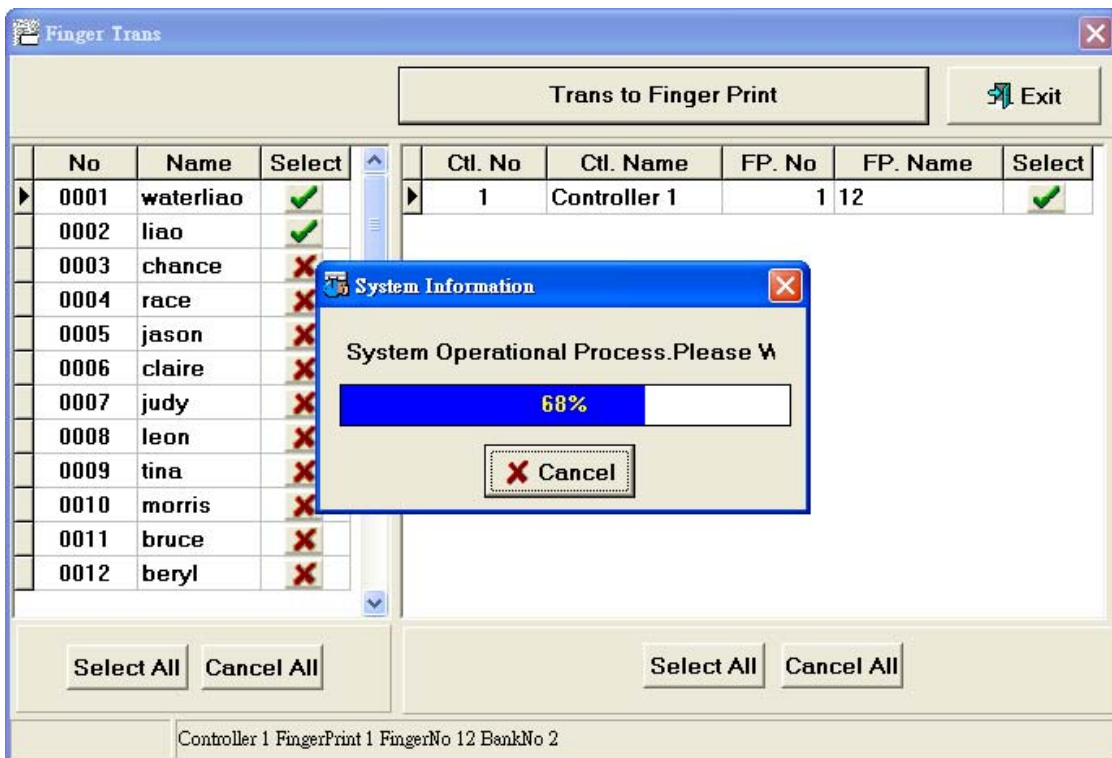 Finger Trans
Trans to Finger Print
Exit
No Name Select
0001 waterliao
0002 liao
0003 chance
0004 race
0005 jason
0006 claire
0007 judy
0008 leon
0009 tina
0010 morris
0011 bruce
0012 beryl
Ctl. No Ctl. Name FP. No FP. Name Select
1 Controller 1 1 12
System Information
System Operational Process.Please W
68%
Cancel
Select All Cancel All
Select All Cancel All
Controller 1 FingerPrint 1 FingerNo 12 BankNo 2